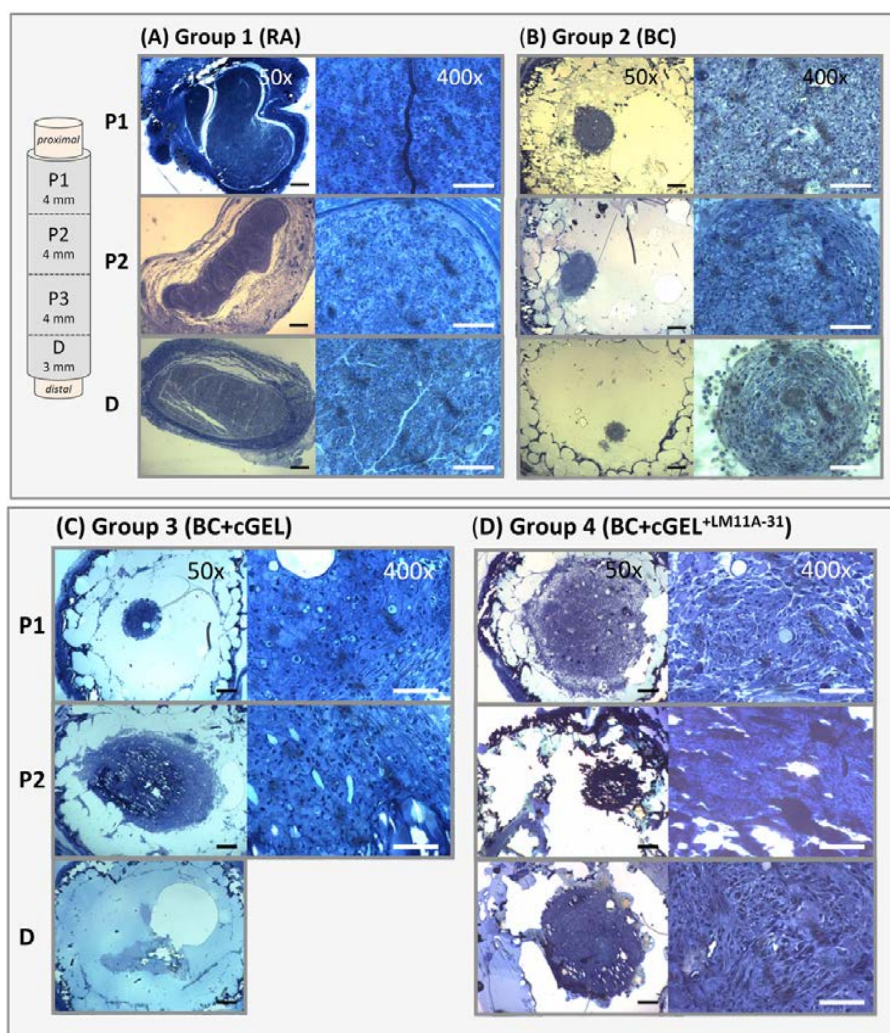 (A) Group 1 (RA)
(B) Group 2 (BC)
50x
400x
50x
400x
proximal
P1
4 mm
P2
4 mm
P3
4 mm
D
3 mm
distal
P1
P2
D
(C) Group 3 (BC+cGEL)
(D) Group 4 (BC+cGEL+LM11A-31)
50x
400x
50x
400x
P1
P2
D